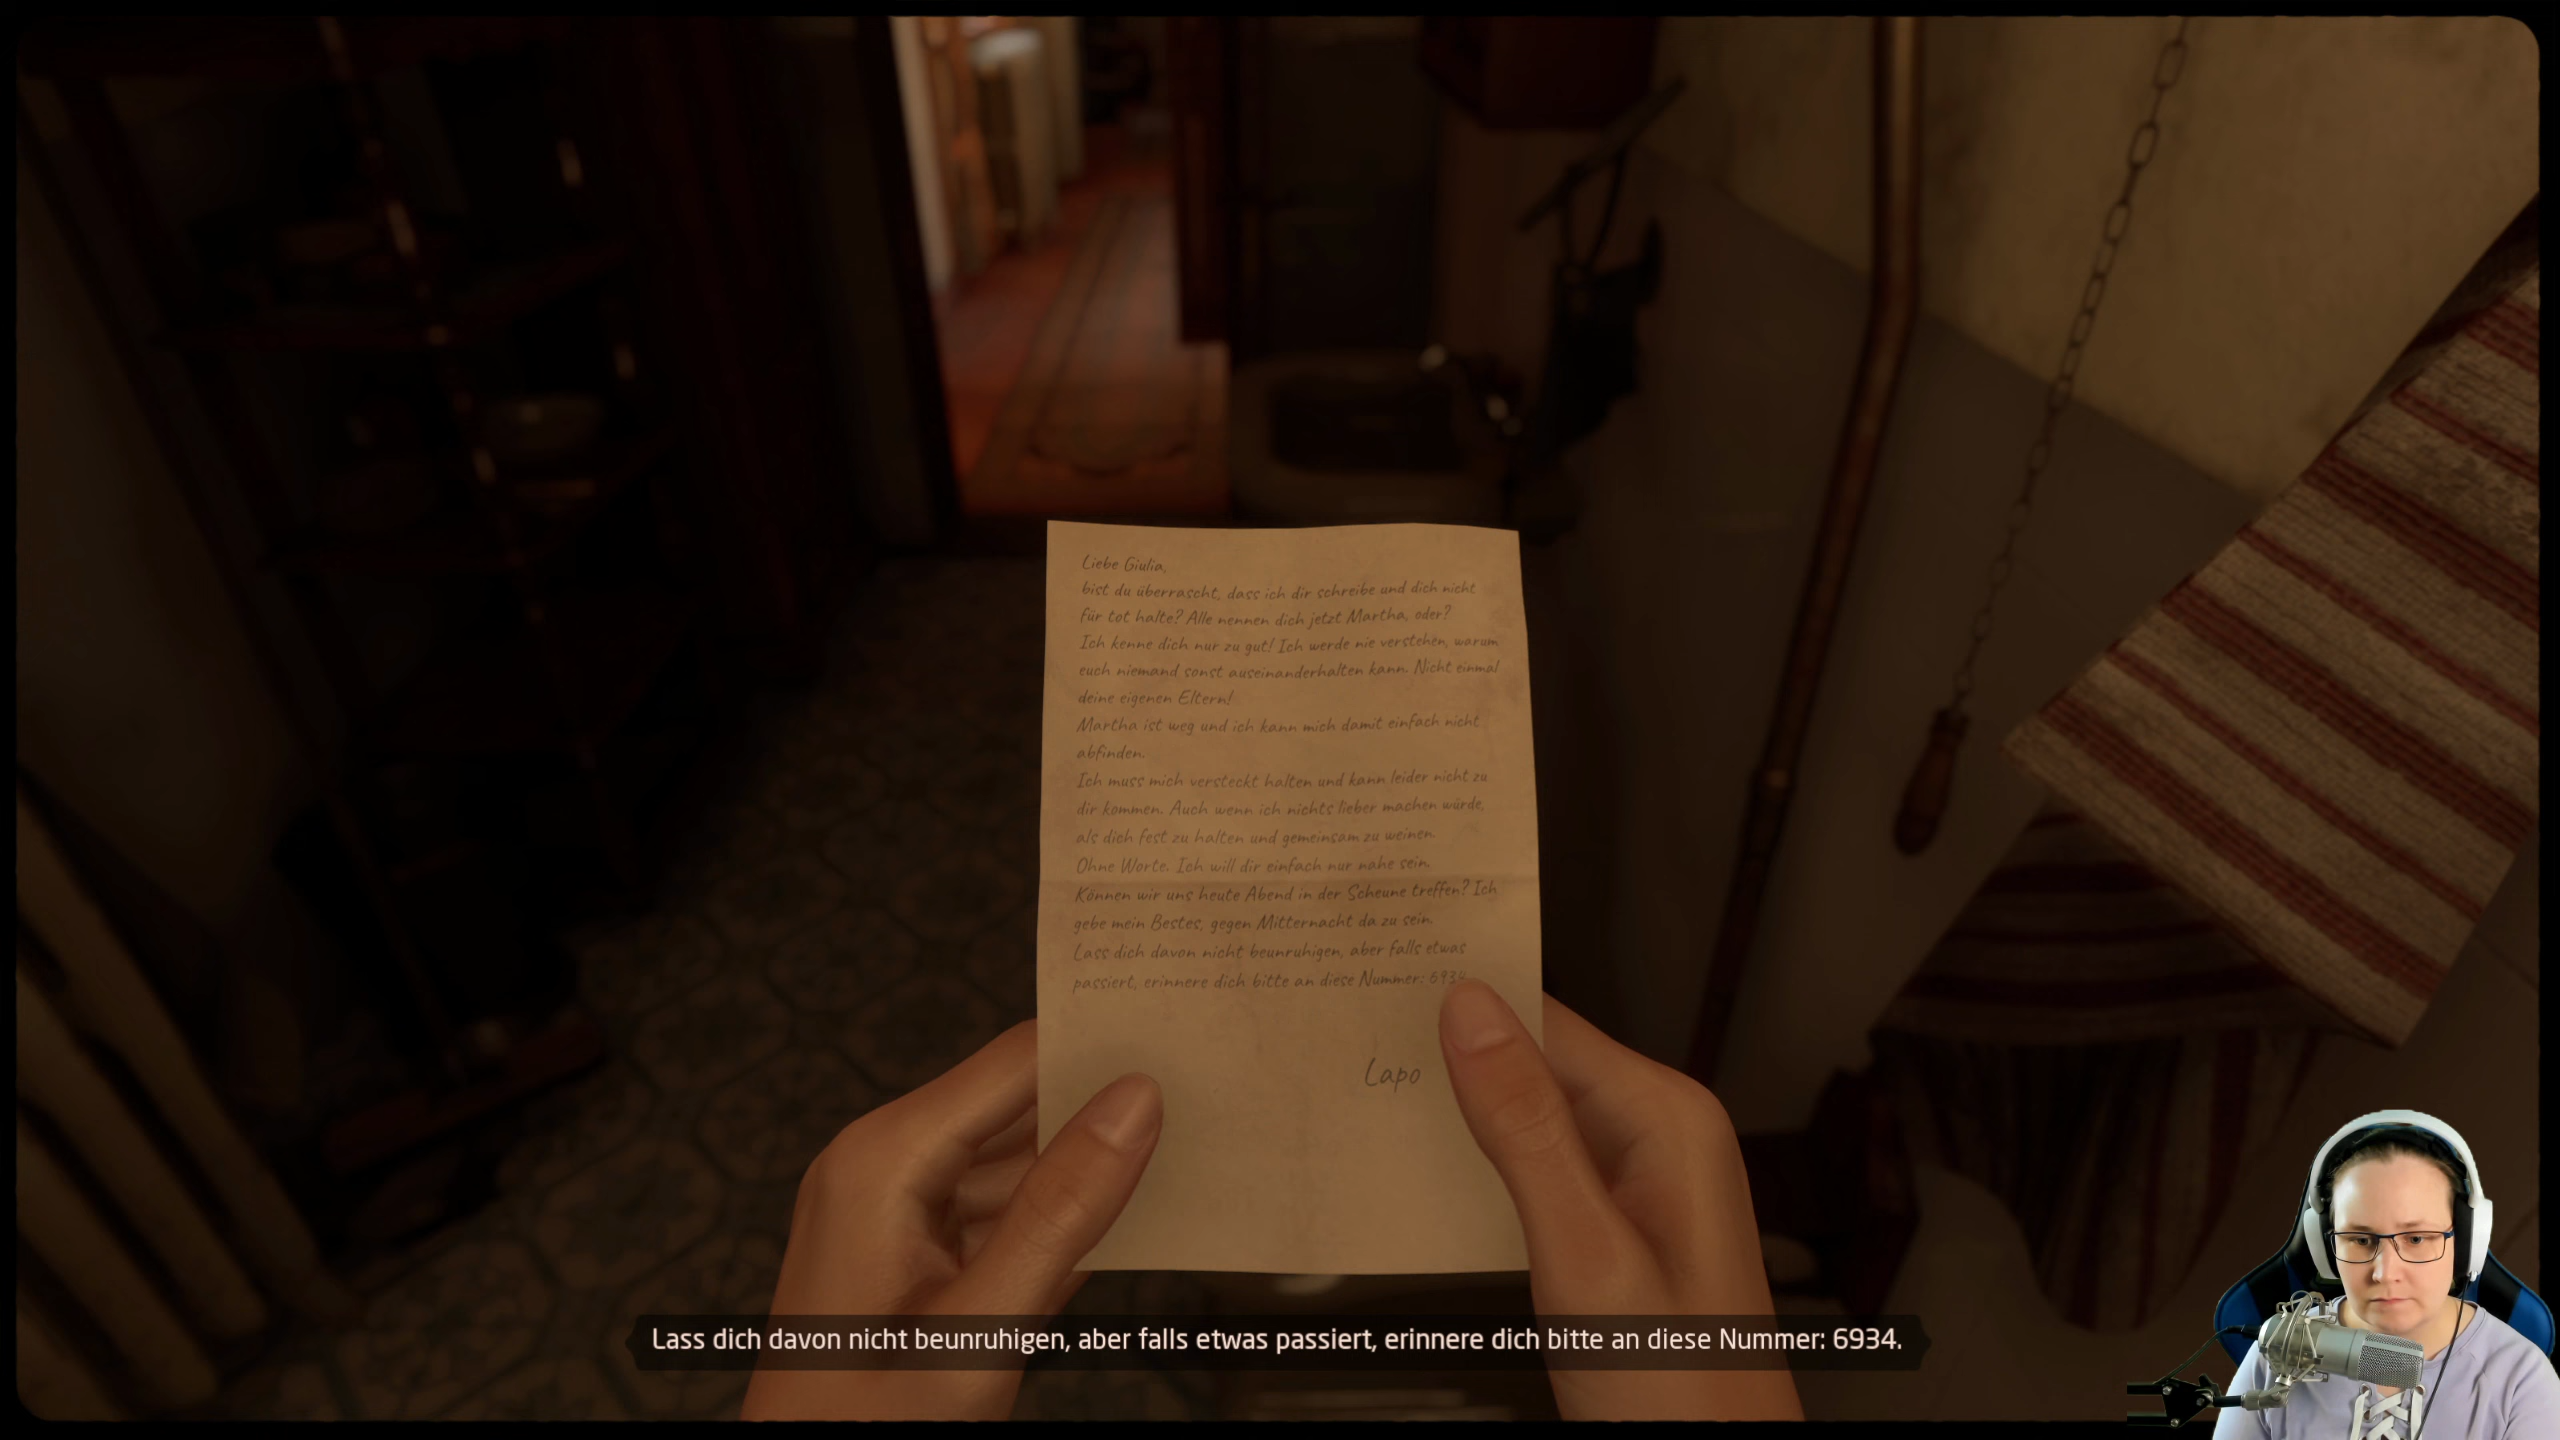 Liebe Giulia,
bist du überrascht, dass ich dir schreibe und dich nicht
für tot halte? Alle nennen dich jetzt Martha, oder?
Ich kenne dich nur zu gut! Ich werde nie verstehen, warum
euch niemand sonst auseinanderhalten kann. Nicht einmal
deine eigenen Eltern!
Martha ist weg und ich kann mich damit einfach nicht
abfinden.
Ich muss mich versteckt halten und kann leider nicht zu
dir kommen. Auch wenn ich nichts lieber machen würde,
als dich fest zu halten und gemeinsam zu weinen.
Ohne Worte. Ich will dir einfach nur nahe sein.
Können wir uns heute Abend in der Scheune treffen? Ich
gebe mein Bestes, gegen Mitternacht da zu sein.
Lass dich davon nicht beunruhigen, aber falls etwas
passiert, erinnere dich bitte an diese Nummer: 6934
Lapo
Lass dich davon nicht beunruhigen, aber falls etwas passiert, erinnere dich bitte an diese Nummer: 6934.